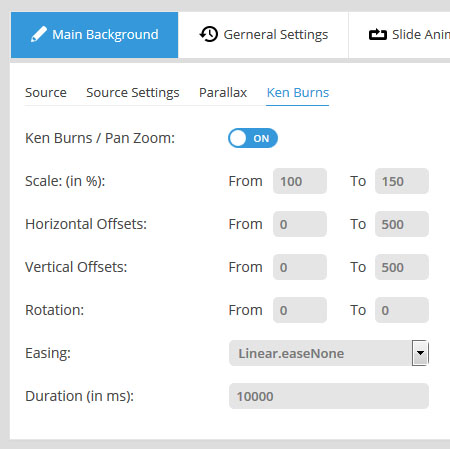 Main Background Gerneral Settings Slide Ani
Source Source Settings Parallax Ken Burns
Ken Burns / Pan Zoom: ON
Scale: (in %): From 100 To 150
Horizontal Offsets: From 0 To 500
Vertical Offsets: From 0 To 500
Rotation: From 0 To 0
Easing: Linear.easeNone
Duration (in ms): 10000